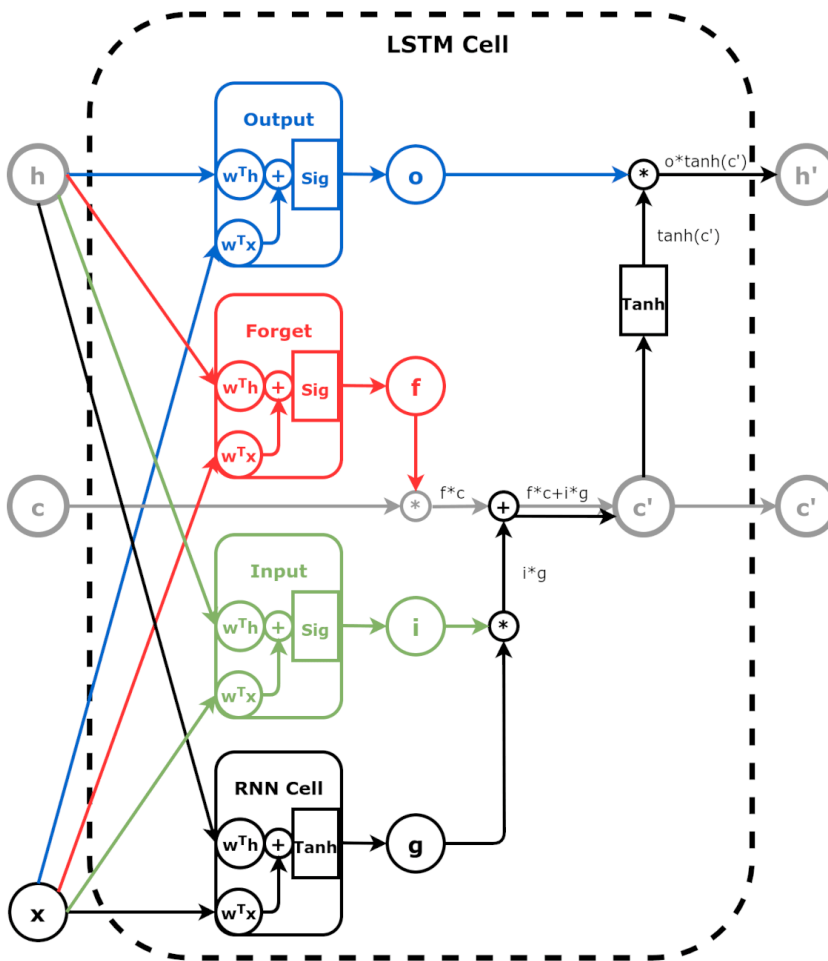 LSTM Cell
Output
h
wᵀh
+
Sig
o
*
o*tanh(c')
h'
wᵀx
tanh(c')
Tanh
Forget
wᵀh
+
Sig
f
wᵀx
c
*
f*c
+
f*c+i*g
c'
c'
Input
i*g
wᵀh
+
Sig
i
*
wᵀx
RNN Cell
wᵀh
+
Tanh
g
x
wᵀx